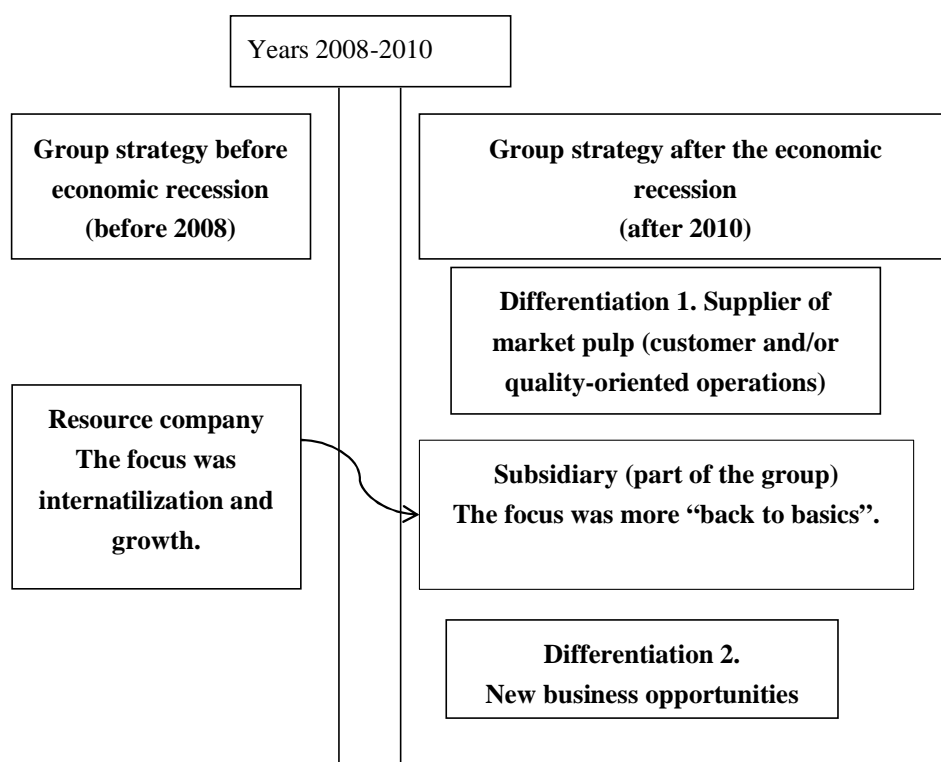 Years 2008-2010
Group strategy before
economic recession
(before 2008)
Group strategy after the economic
recession
(after 2010)
Differentiation 1. Supplier of
market pulp (customer and/or
quality-oriented operations)
Resource company
The focus was
internatilization and
growth.
Subsidiary (part of the group)
The focus was more “back to basics”.
Differentiation 2.
New business opportunities